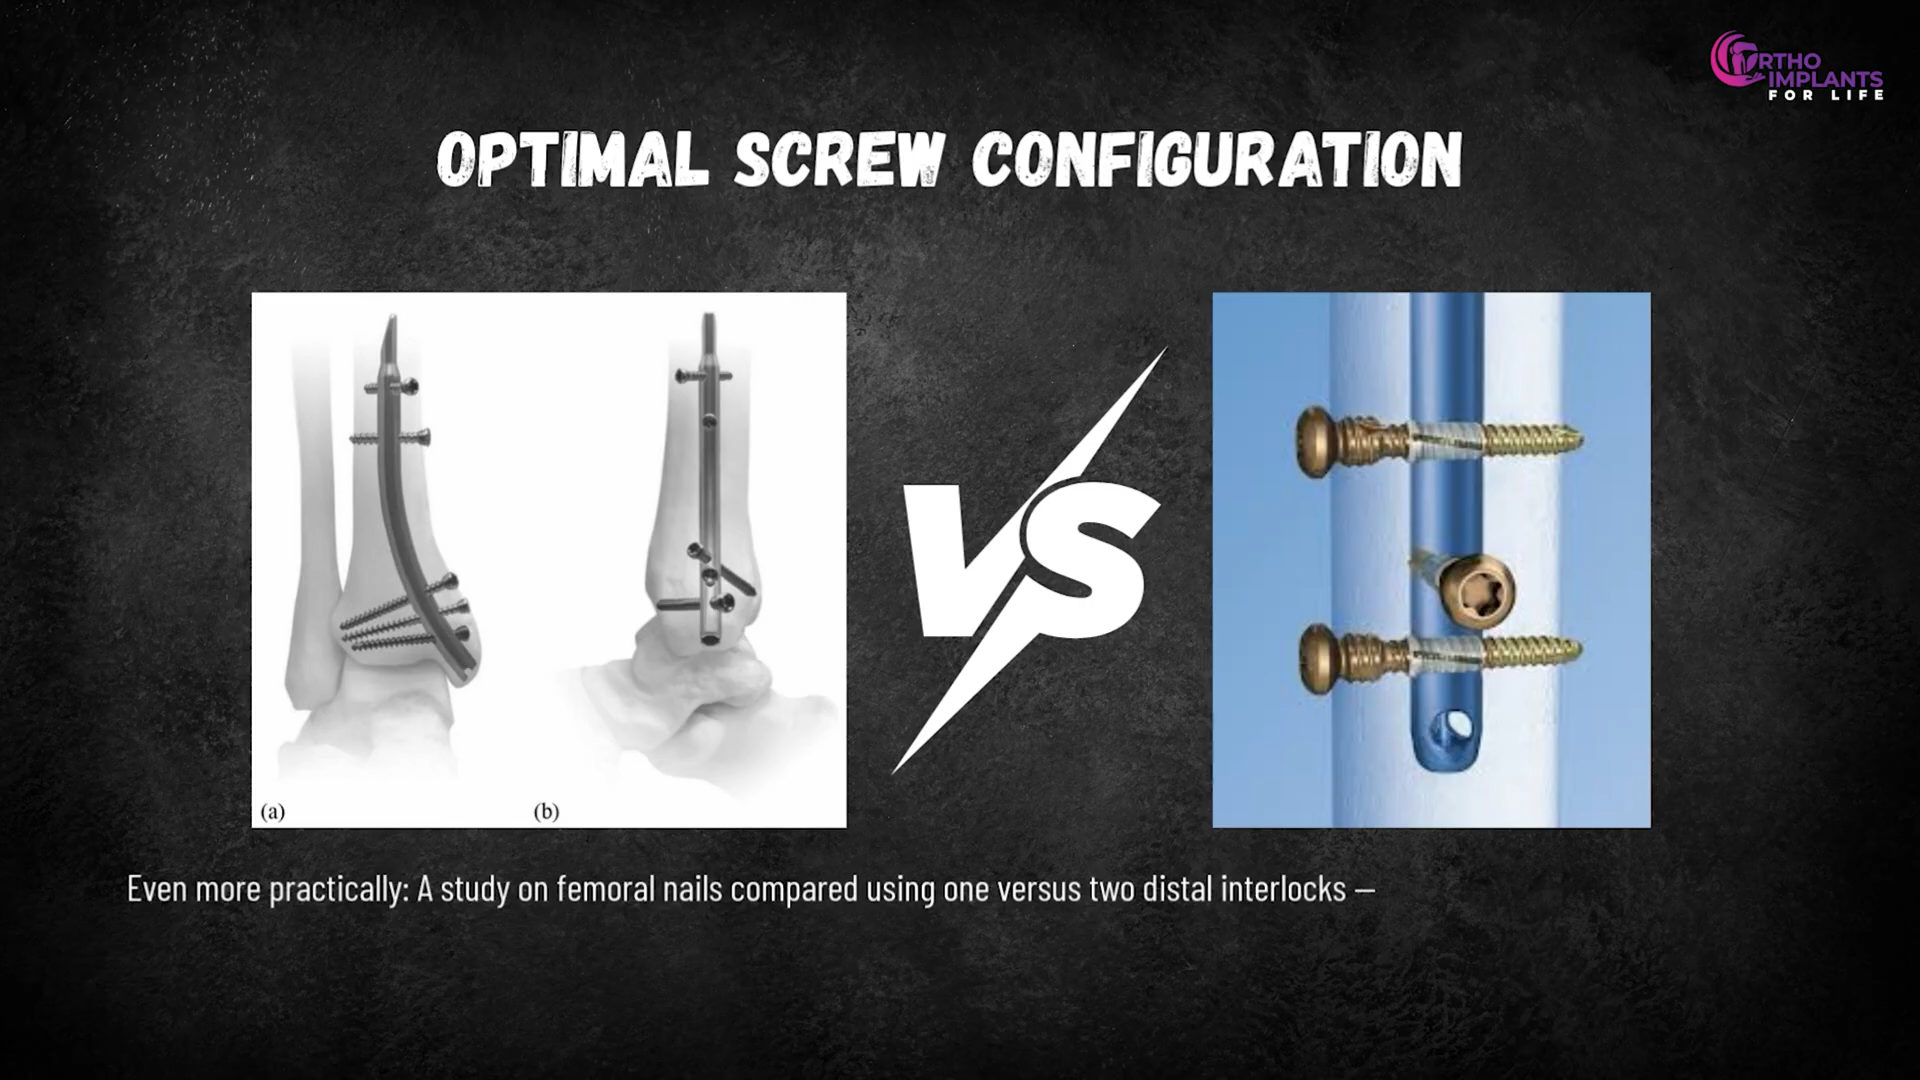 ORTHO
IMPLANTS
FOR LIFE
OPTIMAL SCREW CONFIGURATION
VS
(a)
(b)
Even more practically: A study on femoral nails compared using one versus two distal interlocks –